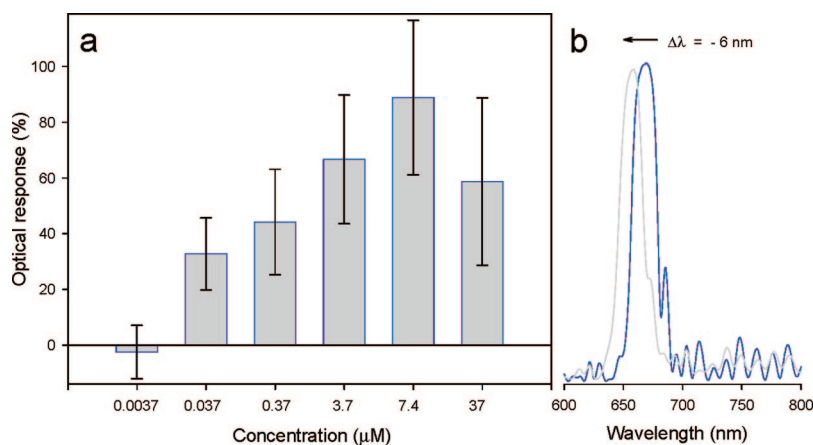 a
Optical response (%)
100
80
60
40
20
0
0.0037 0.037 0.37 3.7 7.4 37
Concentration (μM)
b
Δλ = - 6 nm
600 650 700 750 800
Wavelength (nm)